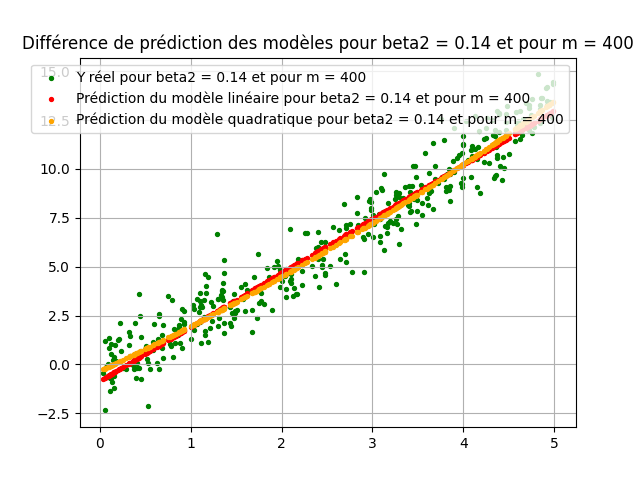 Différence de prédiction des modèles pour beta2 = 0.14 et pour m = 400
15.0
Y réel pour beta2 = 0.14 et pour m = 400
Prédiction du modèle linéaire pour beta2 = 0.14 et pour m = 400
12.5
Prédiction du modèle quadratique pour beta2 = 0.14 et pour m = 400
10.0
7.5
5.0
2.5
0.0
−2.5
0 1 2 3 4 5